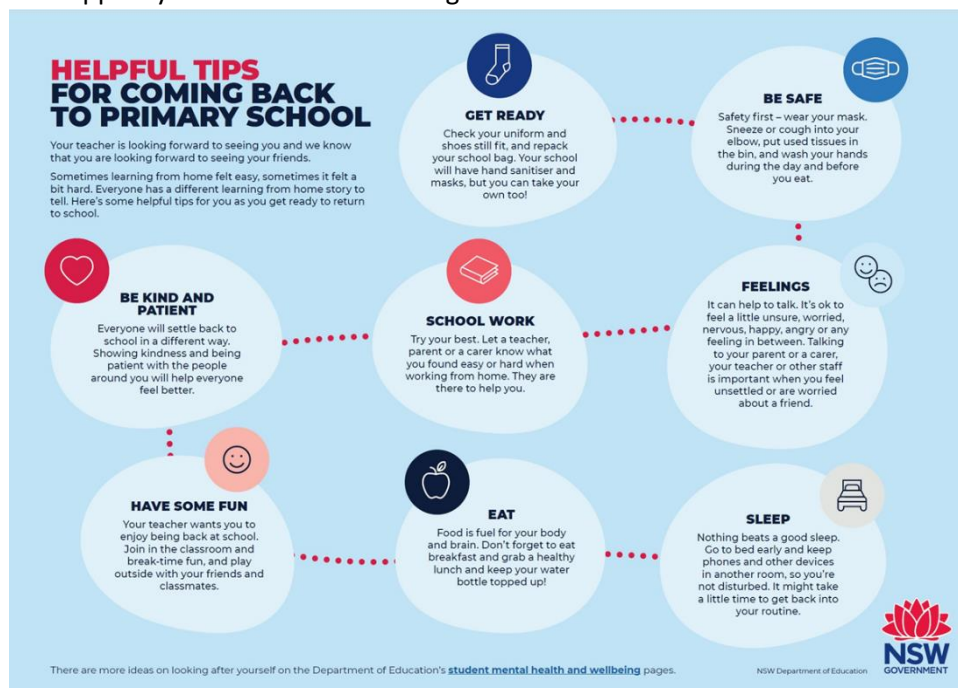 HELPFUL TIPS
FOR COMING BACK
TO PRIMARY SCHOOL
Your teacher is looking forward to seeing you and we know
that you are looking forward to seeing your friends.
Sometimes learning from home felt easy, sometimes it felt a
bit hard. Everyone has a different learning from home story to
tell. Here's some helpful tips for you as you get ready to return
to school.
GET READY
Check your uniform and
shoes still fit, and repack
your school bag. Your school
will have hand sanitiser and
masks, but you can take your
own too!
BE SAFE
Safety first – wear your mask.
Sneeze or cough into your
elbow, put used tissues in
the bin, and wash your hands
during the day and before
you eat.
FEELINGS
It can help to talk. It's ok to
feel a little unsure, worried,
nervous, happy, angry or any
feeling in between. Talking
to your parent or a carer,
your teacher or other staff
is important when you feel
unsettled or are worried
about a friend.
SCHOOL WORK
Try your best. Let a teacher,
parent or a carer know what
you found easy or hard when
working from home. They are
there to help you.
BE KIND AND
PATIENT
Everyone will settle back to
school in a different way.
Showing kindness and being
patient with the people
around you will help everyone
feel better.
HAVE SOME FUN
Your teacher wants you to
enjoy being back at school.
Join in the classroom and
break-time fun, and play
outside with your friends and
classmates.
EAT
Food is fuel for your body
and brain. Don't forget to eat
breakfast and grab a healthy
lunch and keep your water
bottle topped up!
SLEEP
Nothing beats a good sleep.
Go to bed early and keep
phones and other devices
in another room, so you're
not disturbed. It might take
a little time to get back into
your routine.
There are more ideas on looking after yourself on the Department of Education's student mental health and wellbeing pages.
NSW Department of Education
NSW
GOVERNMENT